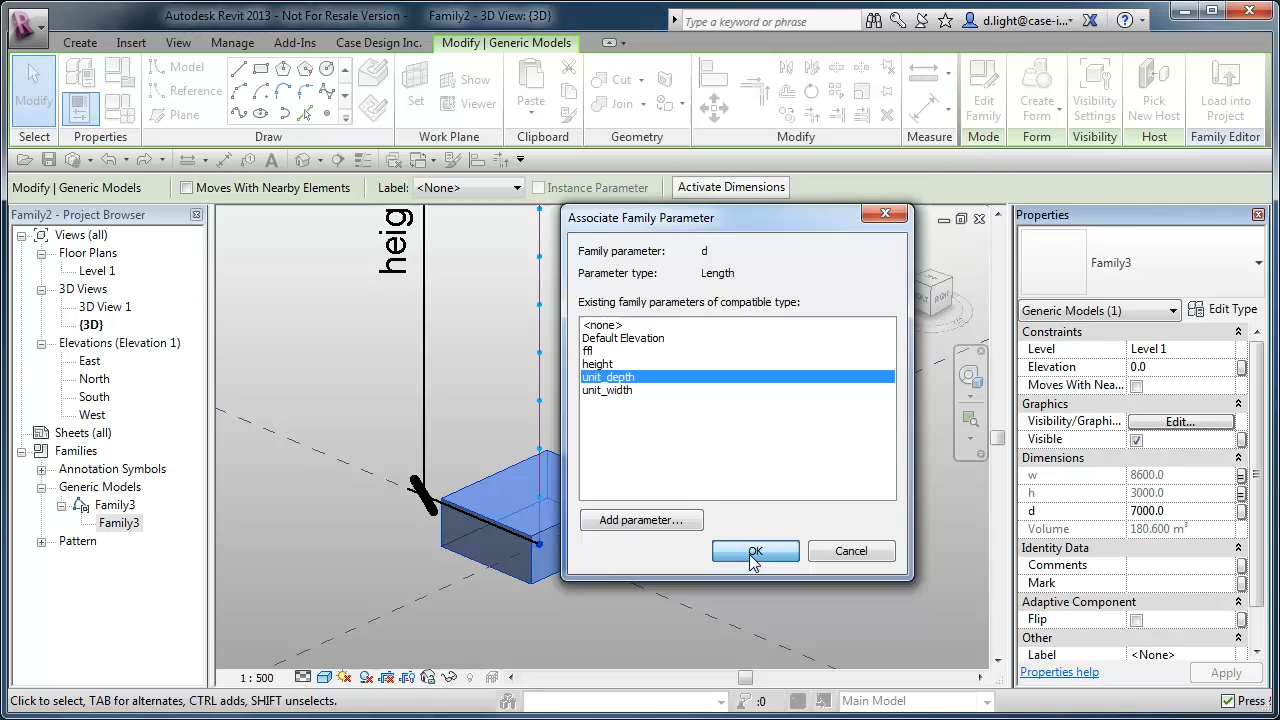 Autodesk Revit 2013 - Not For Resale Version - Family2 - 3D View: {3D}
Type a keyword or phrase
d.light@case-i...
Create Insert View Manage Add-Ins Case Design Inc. Modify | Generic Models
Modify Model Reference Plane Set Show Viewer Paste Cut Join Edit Family Create Form Visibility Settings Pick New Host Load into Project
Select Properties Draw Work Plane Clipboard Geometry Modify Measure Mode Form Visibility Host Family Editor
Modify | Generic Models Moves With Nearby Elements Label: <None> Instance Parameter Activate Dimensions
Family2 - Project Browser
Views (all)
Floor Plans
Level 1
3D Views
3D View 1
{3D}
Elevations (Elevation 1)
East
North
South
West
Sheets (all)
Families
Annotation Symbols
Generic Models
Family3
Family3
Pattern
heig
RIGHT
Associate Family Parameter
Family parameter: d
Parameter type: Length
Existing family parameters of compatible type:
<none>
Default Elevation
ffl
height
unit_depth
unit_width
Add parameter...
OK Cancel
Properties
Family3
Generic Models (1) Edit Type
Constraints
Level Level 1
Elevation 0.0
Moves With Nea...
Graphics
Visibility/Graphi... Edit...
Visible
Dimensions
w 8600.0
h 3000.0
d 7000.0
Volume 180.600 m³
Identity Data
Comments
Mark
Adaptive Component
Flip
Other
Label <None>
Properties help Apply
1 : 500
Click to select, TAB for alternates, CTRL adds, SHIFT unselects. :0 Main Model Press